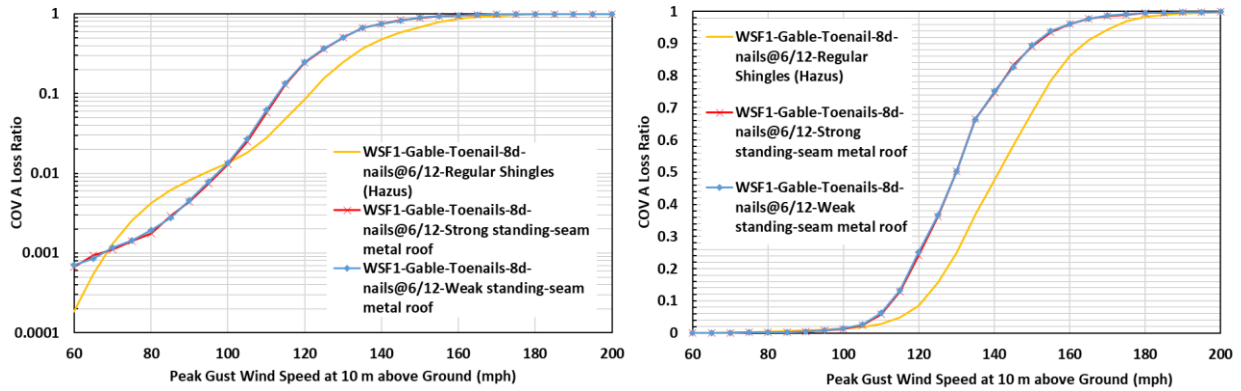 COV A Loss Ratio
1
0.1
0.01
0.001
0.0001
WSF1-Gable-Toenail-8d-
nails@6/12-Regular Shingles
(Hazus)
WSF1-Gable-Toenails-8d-
nails@6/12-Strong standing-seam
metal roof
WSF1-Gable-Toenails-8d-
nails@6/12-Weak standing-seam
metal roof
60 80 100 120 140 160 180 200
Peak Gust Wind Speed at 10 m above Ground (mph)
COV A Loss Ratio
1
0.9
0.8
0.7
0.6
0.5
0.4
0.3
0.2
0.1
0
WSF1-Gable-Toenail-8d-
nails@6/12-Regular
Shingles (Hazus)
WSF1-Gable-Toenails-8d-
nails@6/12-Strong
standing-seam metal roof
WSF1-Gable-Toenails-8d-
nails@6/12-Weak
standing-seam metal roof
60 80 100 120 140 160 180 200
Peak Gust Wind Speed at 10 m above Ground (mph)